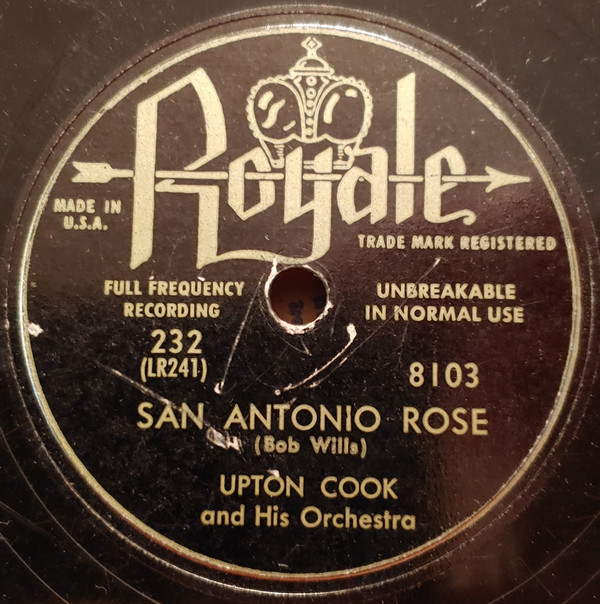 Royale
MADE IN
U.S.A.
TRADE MARK REGISTERED
FULL FREQUENCY
RECORDING
UNBREAKABLE
IN NORMAL USE
232
(LR241)
8103
SAN ANTONIO ROSE
(Bob Wills)
UPTON COOK
and His Orchestra